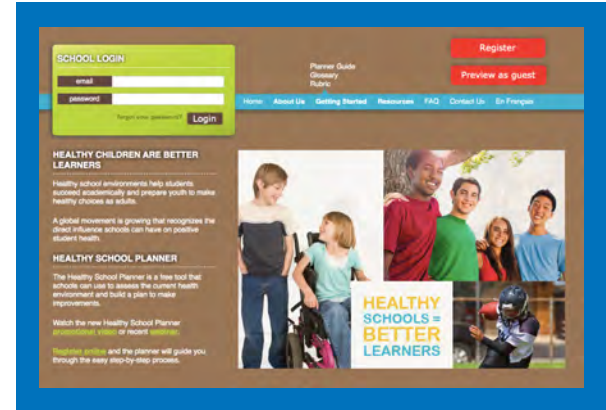 SCHOOL LOGIN
email
password
forgot your password?
Login
Planner Guide
Glossary
Rubric
Register
Preview as guest
Home About Us Getting Started Resources FAQ Contact Us En Français
HEALTHY CHILDREN ARE BETTER
LEARNERS
Healthy school environments help students
succeed academically and prepare youth to make
healthy choices as adults.
A global movement is growing that recognizes the
direct influence schools can have on positive
student health.
HEALTHY SCHOOL PLANNER
The Healthy School Planner is a free tool that
schools can use to assess the current health
environment and build a plan to make
improvements.
Watch the new Healthy School Planner
promotional video or recent webinar.
Register online and the planner will guide you
through the easy step-by-step process.
HEALTHY
SCHOOLS =
BETTER
LEARNERS